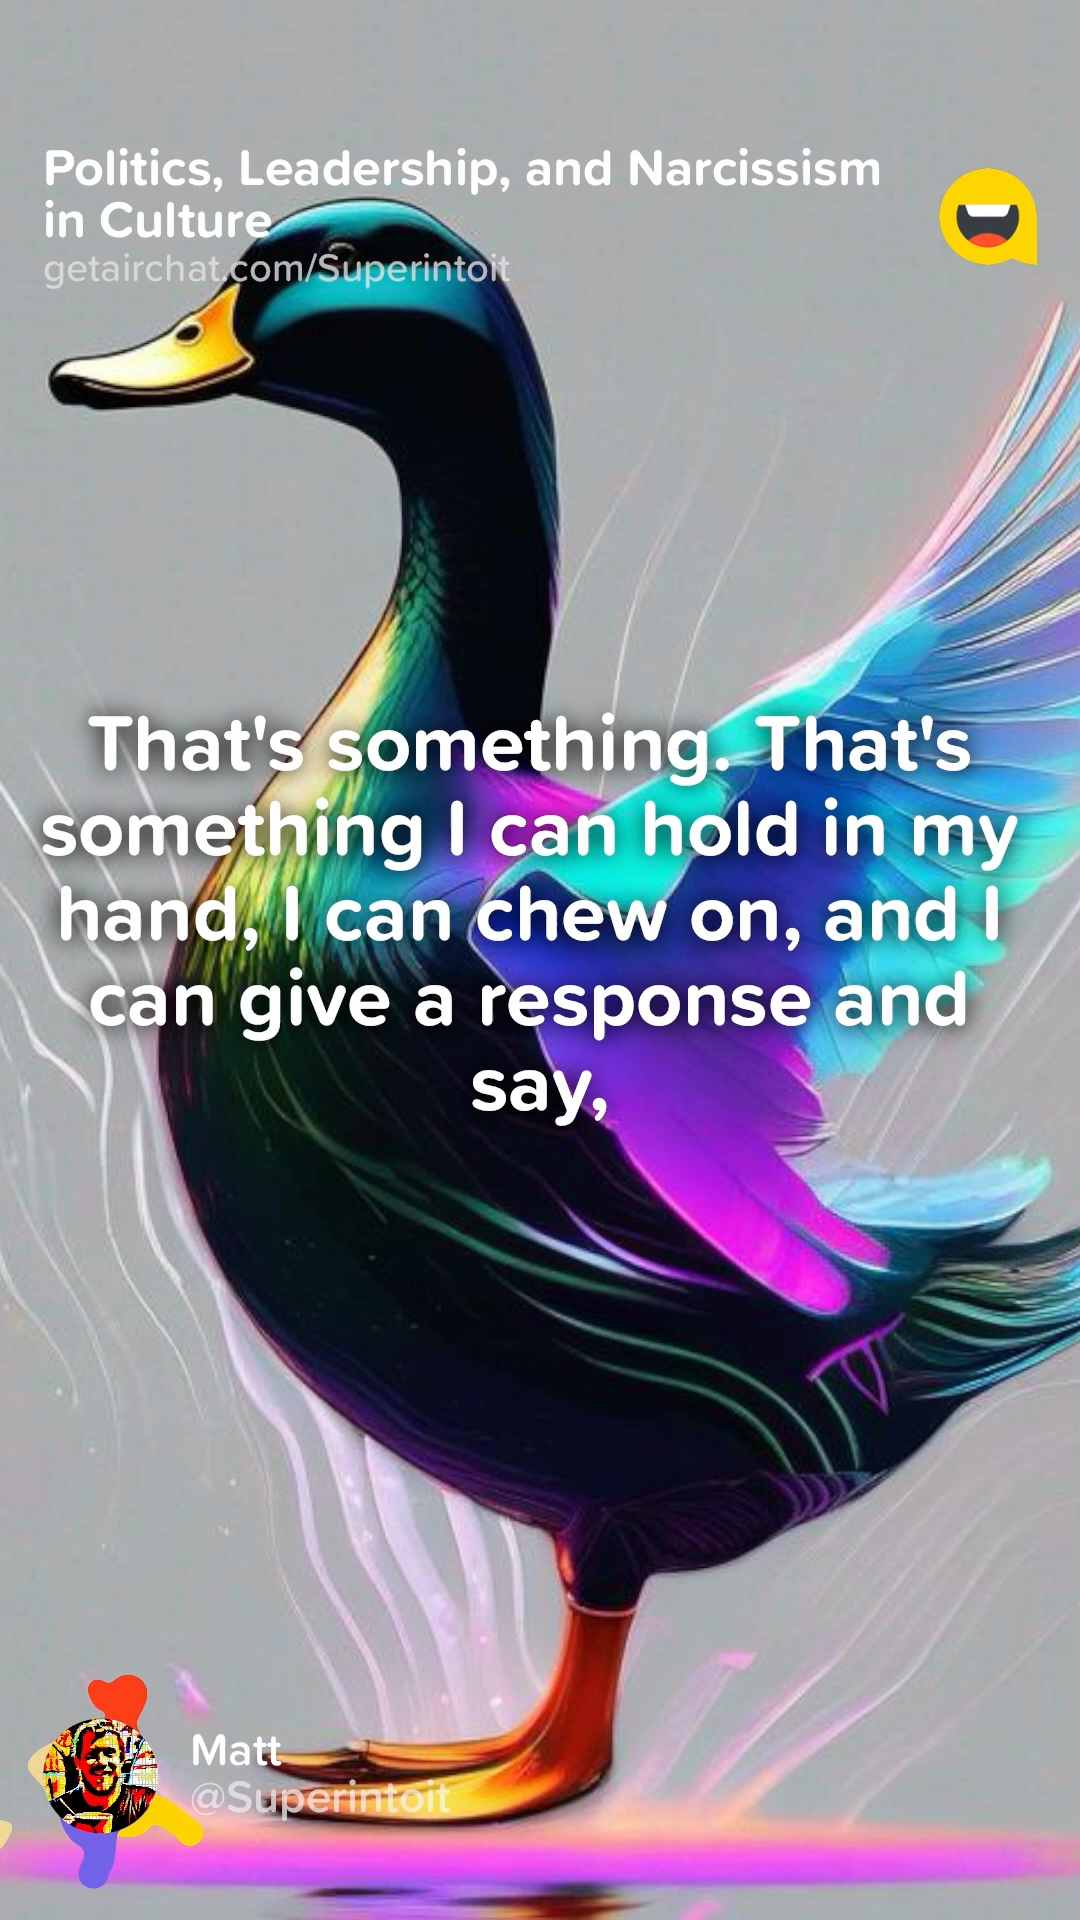 Politics, Leadership, and Narcissism
in Culture
getairchat.com/Superintoit
That's something. That's
something I can hold in my
hand, I can chew on, and I
can give a response and
say,
Matt
@Superintoit